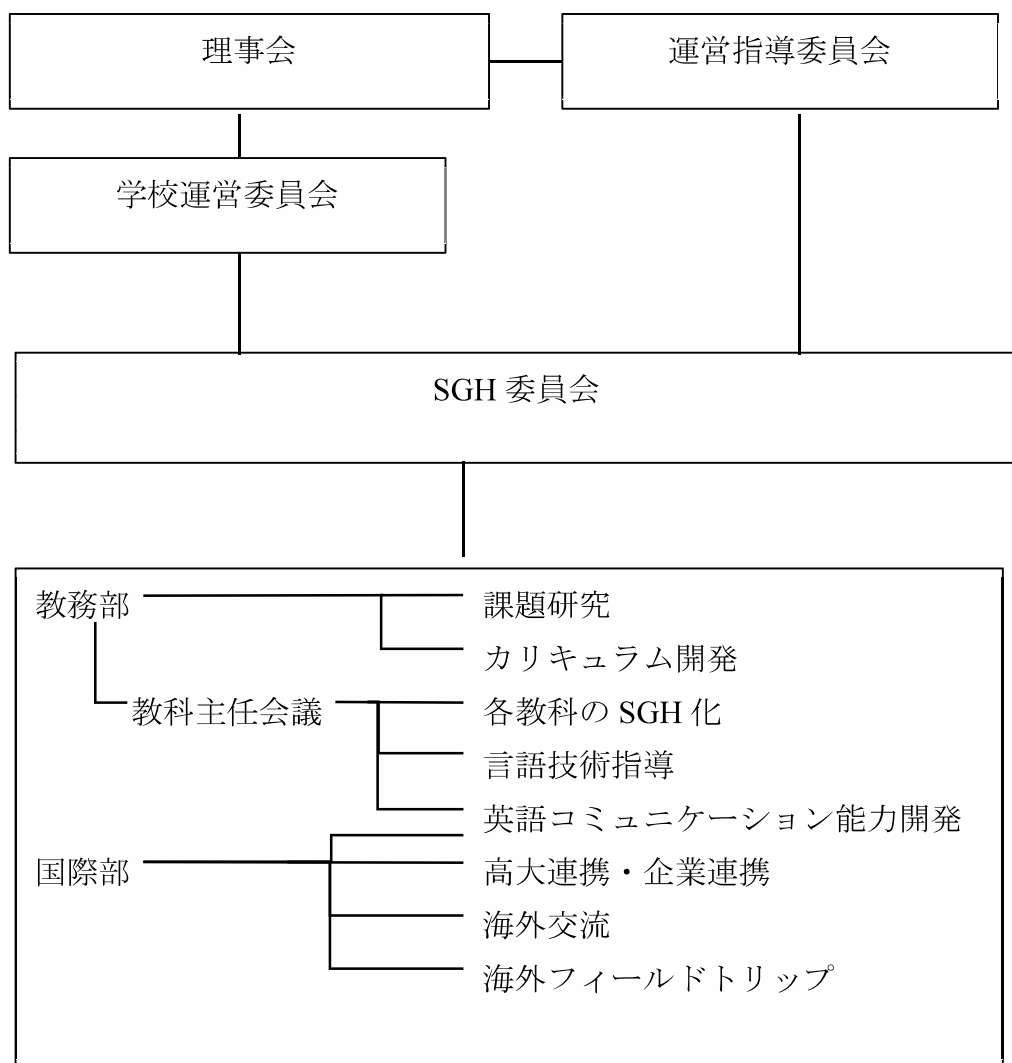 理事会
運営指導委員会
学校運営委員会
SGH 委員会
教務部
課題研究
カリキュラム開発
教科主任会議
各教科の SGH 化
言語技術指導
英語コミュニケーション能力開発
国際部
高大連携・企業連携
海外交流
海外フィールドトリップ